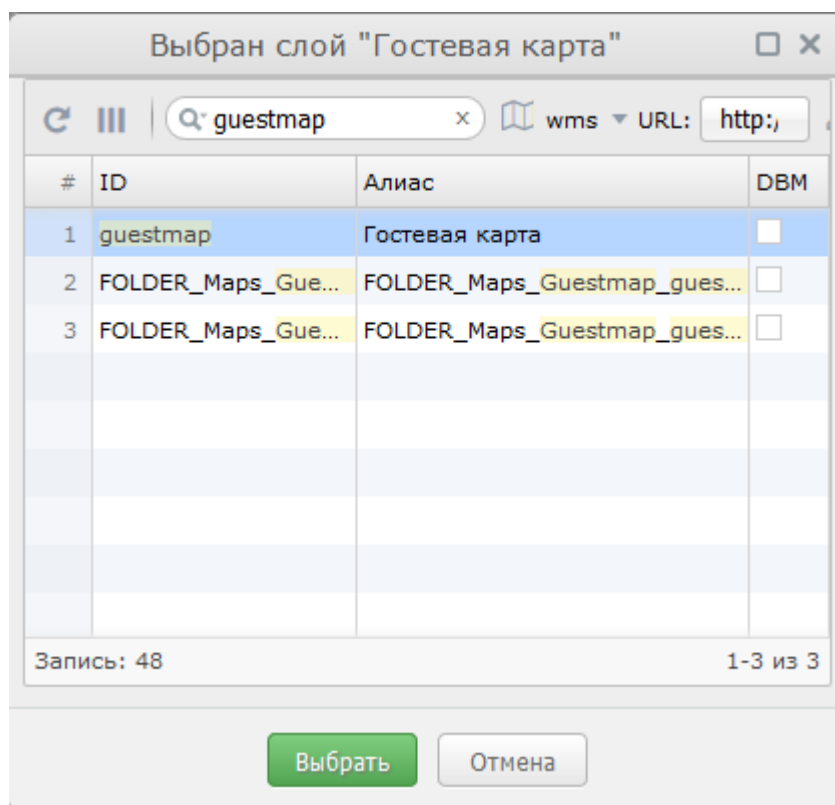 Выбран слой "Гостевая карта"
guestmap wms URL: http:/
# ID Алиас DBM
1 guestmap Гостевая карта
2 FOLDER_Maps_Gue... FOLDER_Maps_Guestmap_gues...
3 FOLDER_Maps_Gue... FOLDER_Maps_Guestmap_gues...
Запись: 48 1-3 из 3
Выбрать Отмена